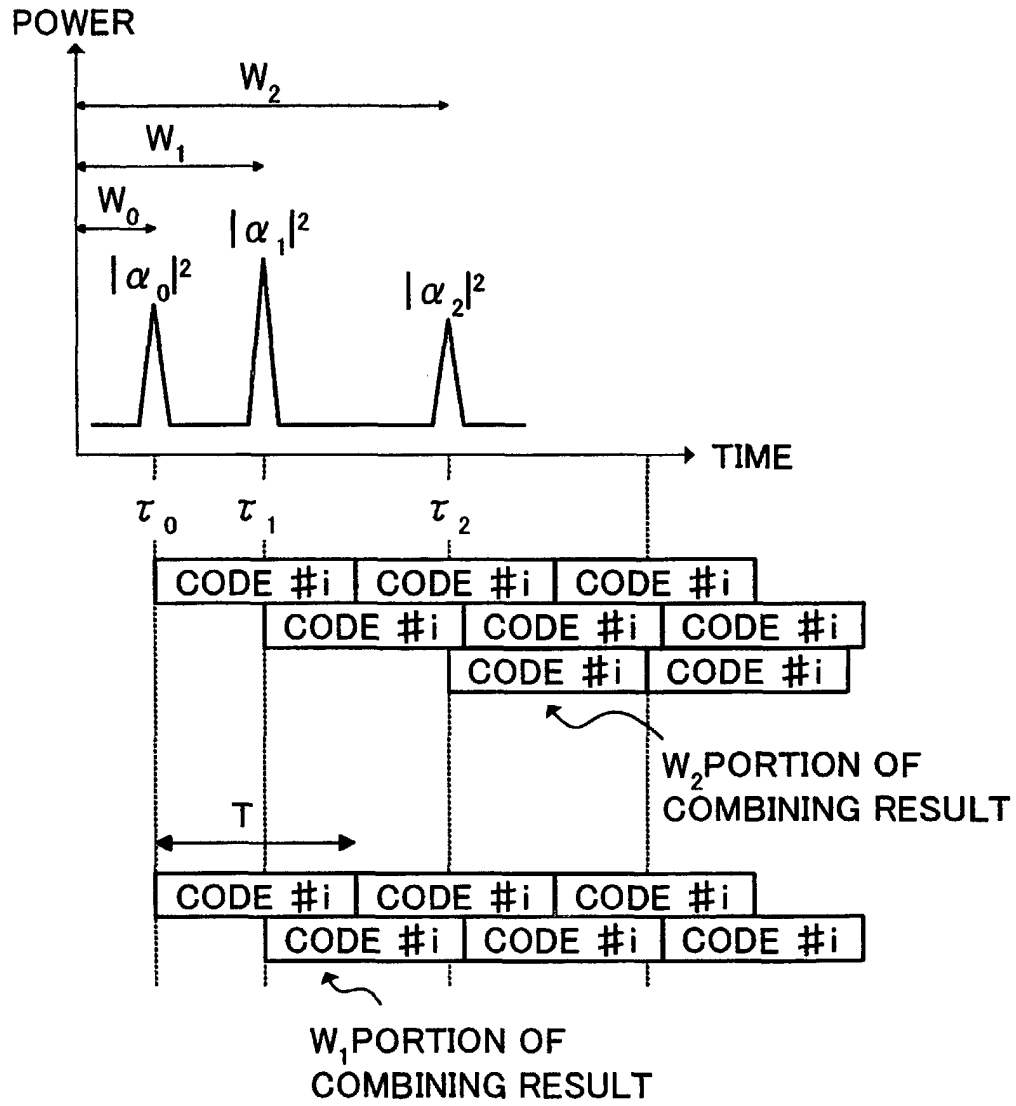 POWER
W₂
W₁
W₀
|α₀|²
|α₁|²
|α₂|²
TIME
τ₀ τ₁ τ₂
CODE #i CODE #i CODE #i
CODE #i CODE #i CODE #i
CODE #i CODE #i
W₂PORTION OF
COMBINING RESULT
T
CODE #i CODE #i CODE #i
CODE #i CODE #i CODE #i
W₁PORTION OF
COMBINING RESULT